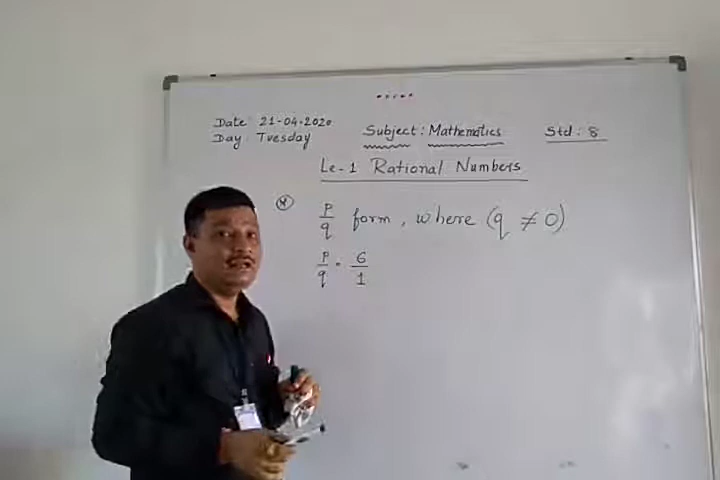 Date: 21-04-2020
Day: Tuesday
Subject: Mathematics
Std: 8
Le-1 Rational Numbers
p/q form, where (q ≠ 0)
p/q = 6/1